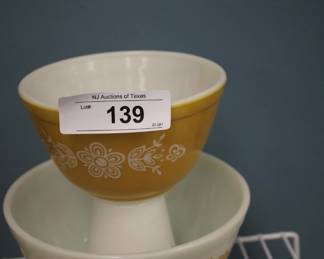 NJ Auctions of Texas
Lot# 139